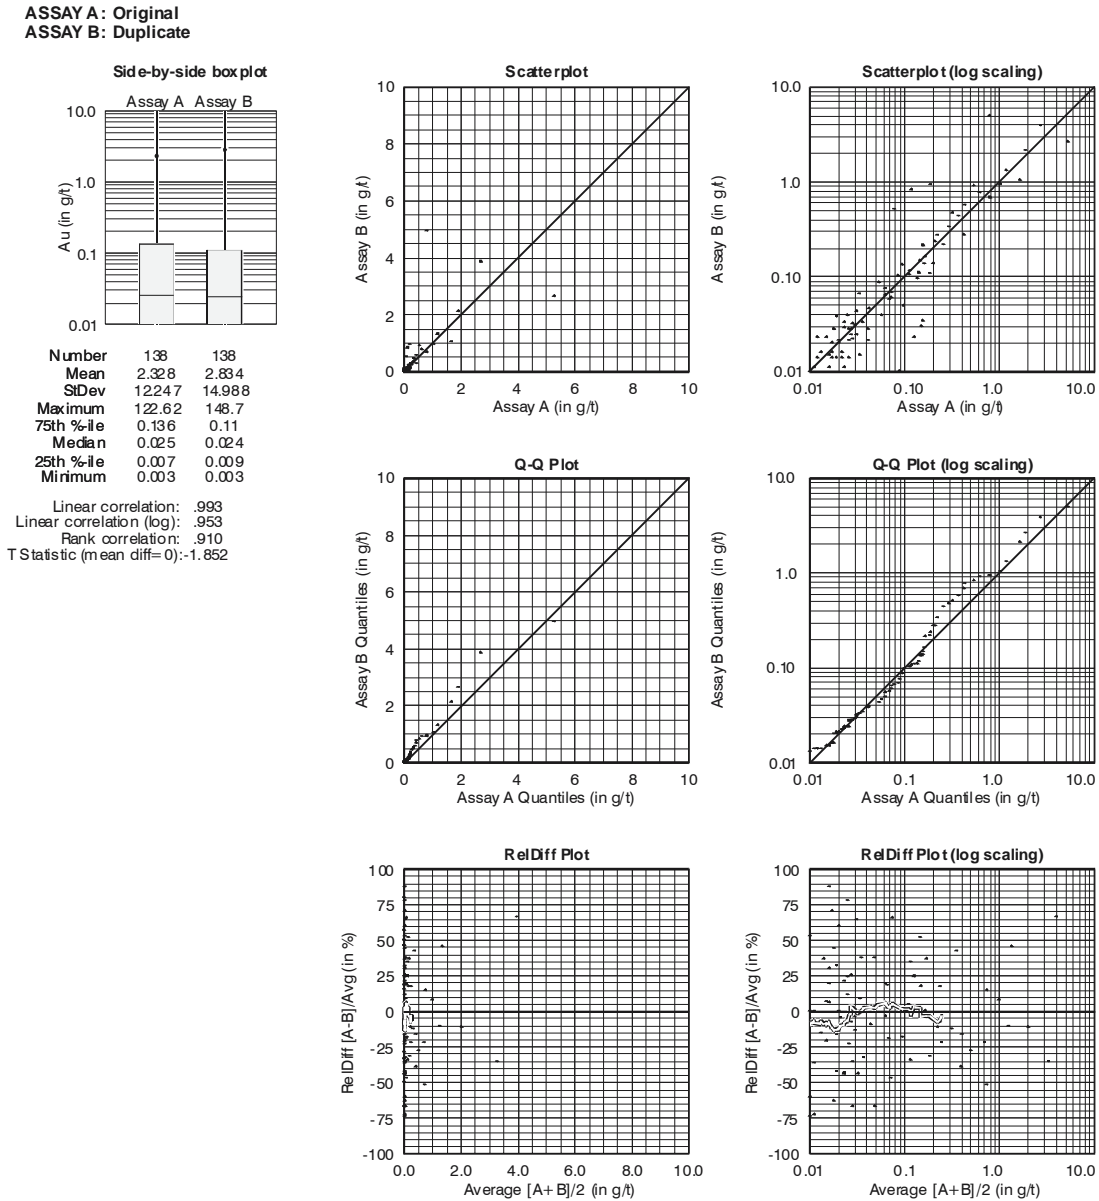 ASSAY A: Original
ASSAY B: Duplicate
Side-by-side boxplot
Assay A Assay B
10.0
1.0
0.1
0.01
Au (in g/t)
Number 138 138
Mean 2.328 2.834
StDev 12.247 14.988
Maximum 122.62 148.7
75th %-ile 0.136 0.11
Median 0.025 0.024
25th %-ile 0.007 0.009
Minimum 0.003 0.003
Linear correlation: .993
Linear correlation (log): .953
Rank correlation: .910
T Statistic (mean diff=0):-1.852
Scatterplot
10
8
6
4
2
0
Assay B (in g/t)
0 2 4 6 8 10
Assay A (in g/t)
Scatterplot (log scaling)
10.0
1.0
0.10
0.01
Assay B (in g/t)
0.01 0.10 1.0 10.0
Assay A (in g/t)
Q-Q Plot
10
8
6
4
2
0
Assay B Quantiles (in g/t)
0 2 4 6 8 10
Assay A Quantiles (in g/t)
Q-Q Plot (log scaling)
10.0
1.0
0.10
0.01
Assay B Quantiles (in g/t)
0.01 0.1 1.0 10.0
Assay A Quantiles (in g/t)
RelDiff Plot
100
75
50
25
0
-25
-50
-75
-100
RelDiff [A-B]/Avg (in %)
0.0 2.0 4.0 6.0 8.0 10.0
Average [A+B]/2 (in g/t)
RelDiff Plot (log scaling)
100
75
50
25
0
-25
-50
-75
-100
RelDiff [A-B]/Avg (in %)
0.01 0.1 1.0 10.0
Average [A+B]/2 (in g/t)